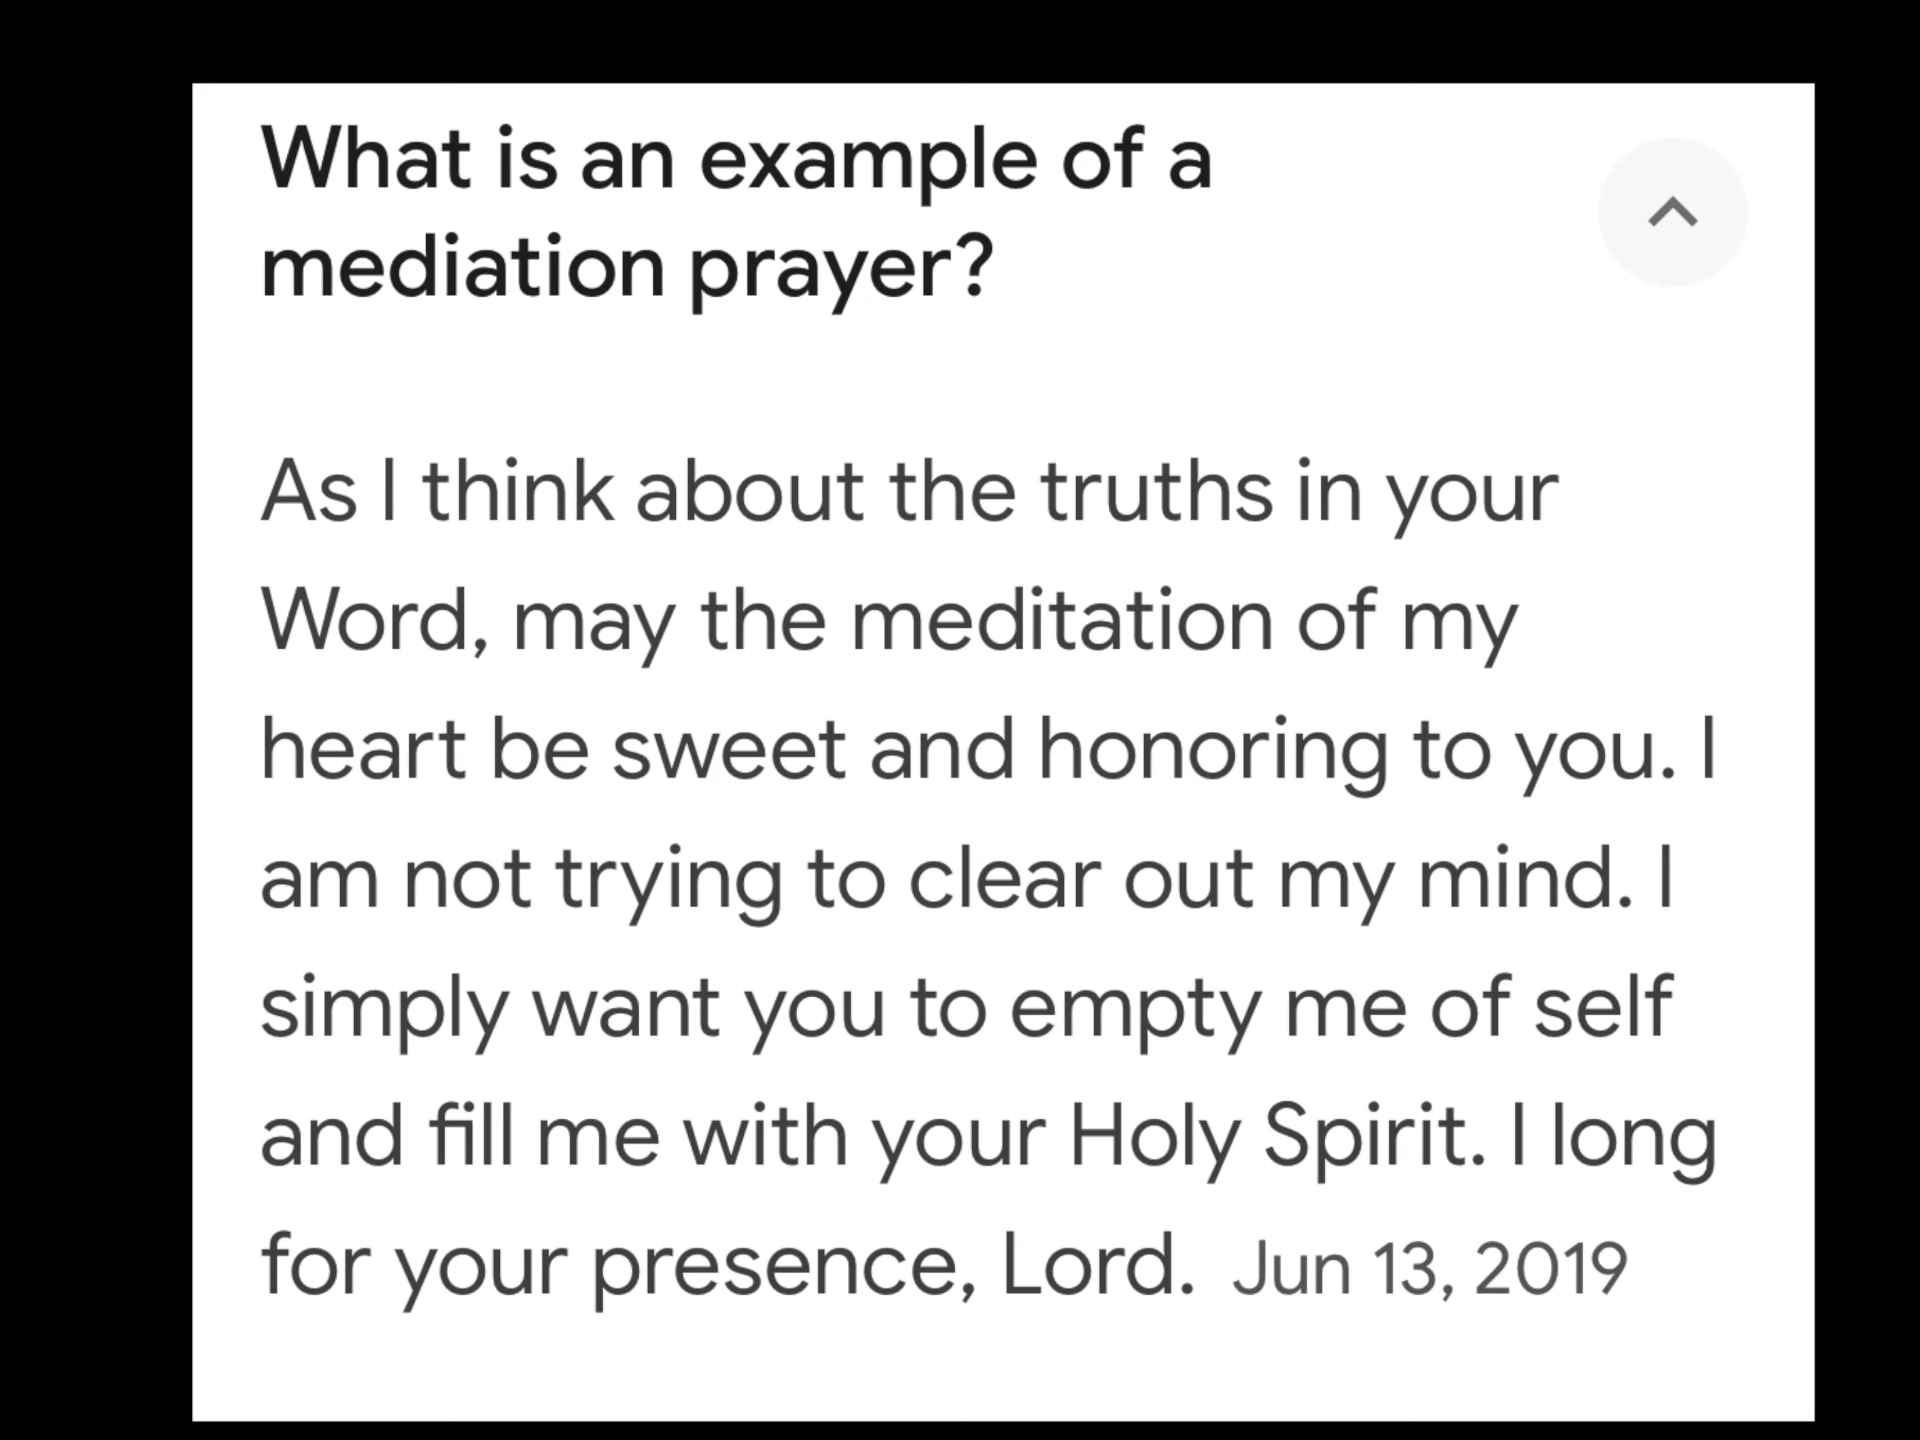 What is an example of a
mediation prayer?
As I think about the truths in your
Word, may the meditation of my
heart be sweet and honoring to you. I
am not trying to clear out my mind. I
simply want you to empty me of self
and fill me with your Holy Spirit. I long
for your presence, Lord. Jun 13, 2019